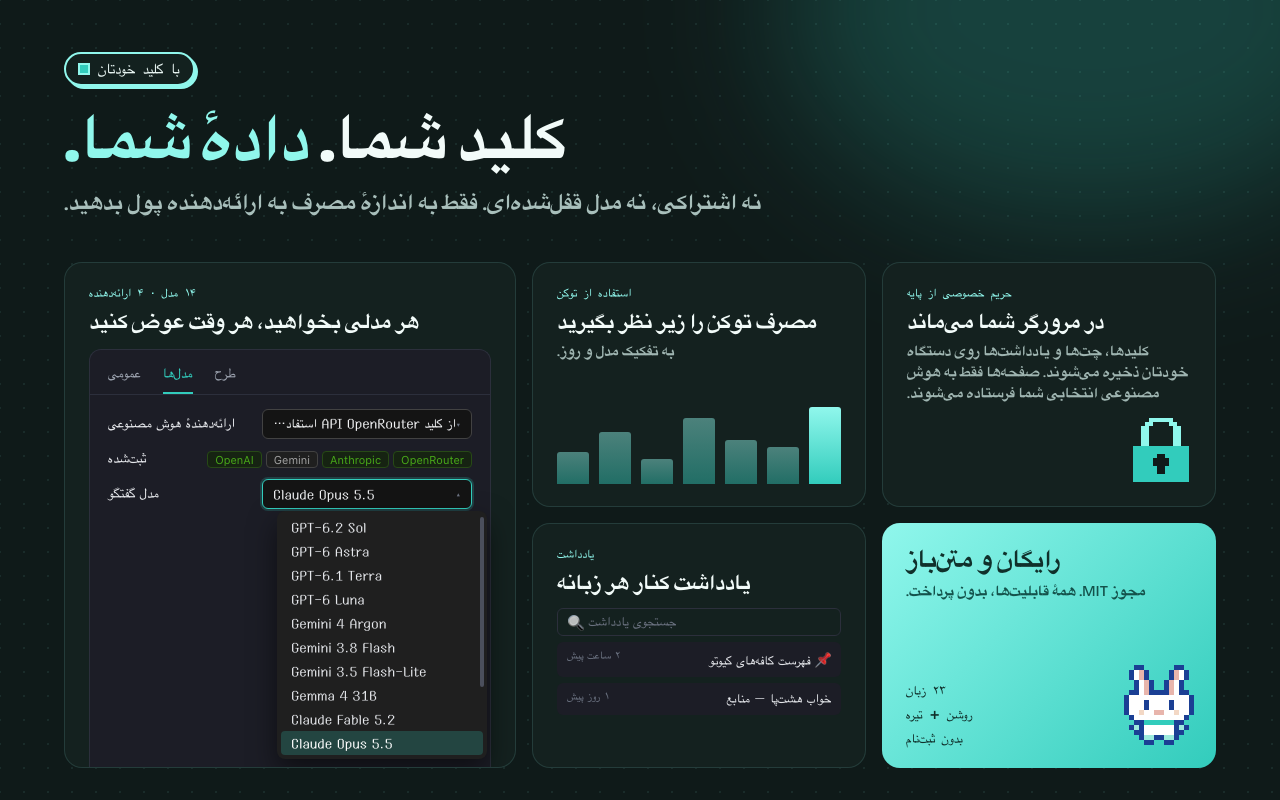 با کلید خودتان
کلید شما. دادهٔ شما.
نه اشتراکی، نه مدل قفل‌شده‌ای. فقط به اندازهٔ مصرف به ارائه‌دهنده پول بدهید.
۱۴ مدل · ۴ ارائه‌دهنده
هر مدلی بخواهید، هر وقت عوض کنید
عمومی
مدل‌ها
طرح
ارائه‌دهندهٔ هوش مصنوعی
از کلید API OpenRouter استفاد…
ثبت‌شده
OpenAI
Gemini
Anthropic
OpenRouter
مدل گفتگو
Claude Opus 5.5
GPT-6.2 Sol
GPT-6 Astra
GPT-6.1 Terra
GPT-6 Luna
Gemini 4 Argon
Gemini 3.8 Flash
Gemini 3.5 Flash-Lite
Gemma 4 31B
Claude Fable 5.2
Claude Opus 5.5
استفاده از توکن
مصرف توکن را زیر نظر بگیرید
به تفکیک مدل و روز.
حریم خصوصی از پایه
در مرورگر شما می‌ماند
کلیدها، چت‌ها و یادداشت‌ها روی دستگاه
خودتان ذخیره می‌شوند. صفحه‌ها فقط به هوش
مصنوعی انتخابی شما فرستاده می‌شوند.
یادداشت
یادداشت کنار هر زبانه
جستجوی یادداشت
📌 فهرست کافه‌های کیوتو
۲ ساعت پیش
خواب هشت‌پا — منابع
۱ روز پیش
رایگان و متن‌باز
مجوز MIT. همهٔ قابلیت‌ها، بدون پرداخت.
۲۳ زبان
روشن + تیره
بدون ثبت‌نام